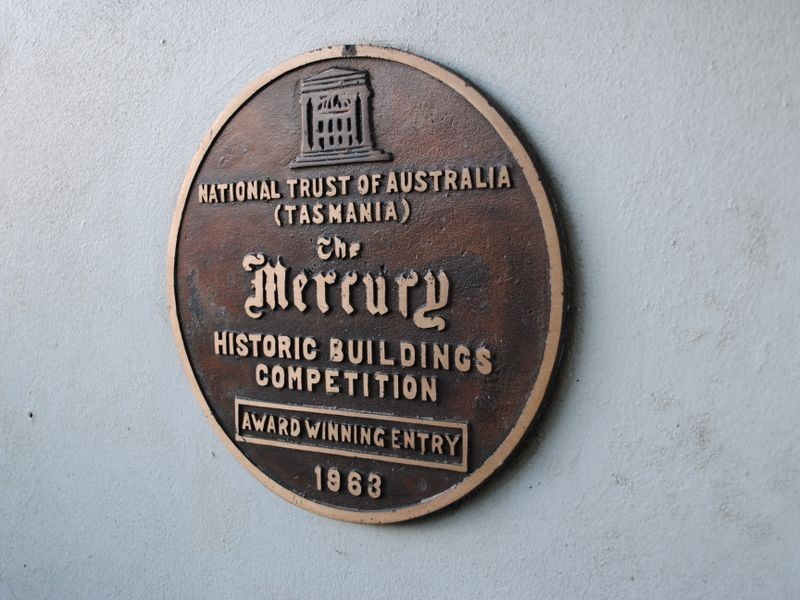 NATIONAL TRUST OF AUSTRALIA
(TASMANIA)
The
Mercury
HISTORIC BUILDINGS
COMPETITION
AWARD WINNING ENTRY
1963